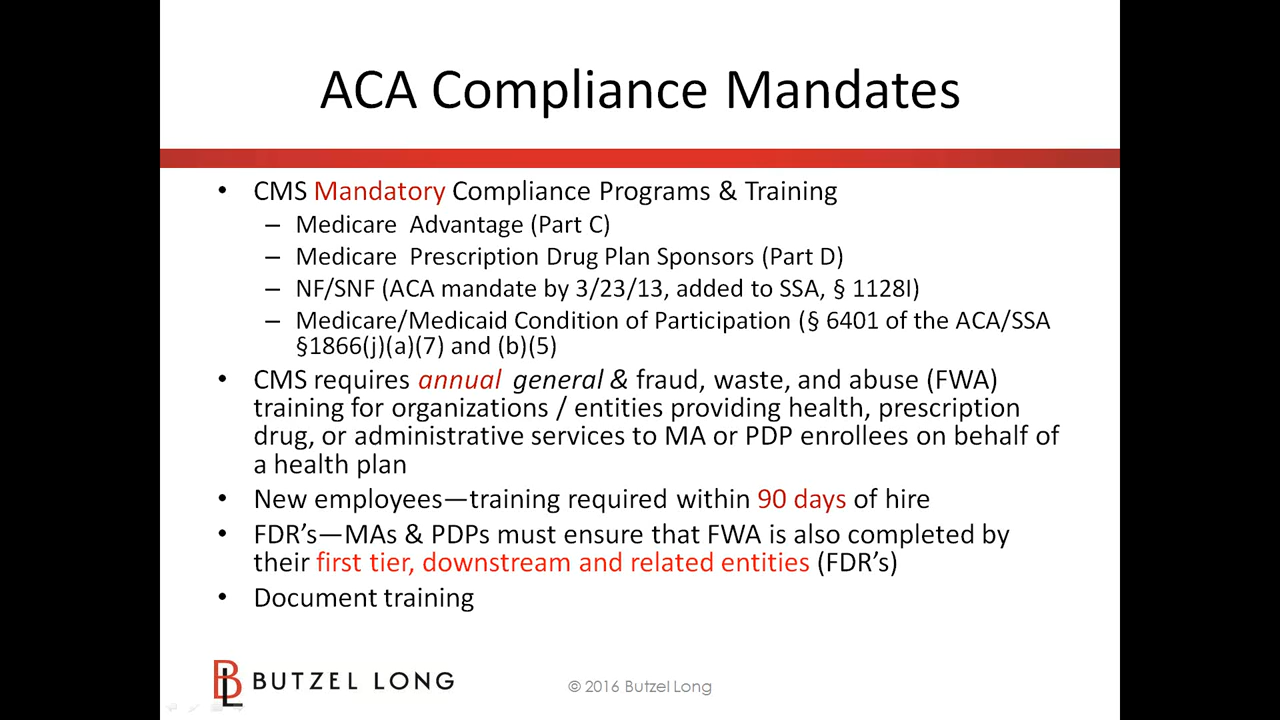 ACA Compliance Mandates
• CMS Mandatory Compliance Programs & Training
– Medicare Advantage (Part C)
– Medicare Prescription Drug Plan Sponsors (Part D)
– NF/SNF (ACA mandate by 3/23/13, added to SSA, § 1128I)
– Medicare/Medicaid Condition of Participation (§ 6401 of the ACA/SSA
§1866(j)(a)(7) and (b)(5)
• CMS requires annual general & fraud, waste, and abuse (FWA)
training for organizations / entities providing health, prescription
drug, or administrative services to MA or PDP enrollees on behalf of
a health plan
• New employees—training required within 90 days of hire
• FDR’s—MAs & PDPs must ensure that FWA is also completed by
their first tier, downstream and related entities (FDR’s)
• Document training
BL BUTZEL LONG
© 2016 Butzel Long